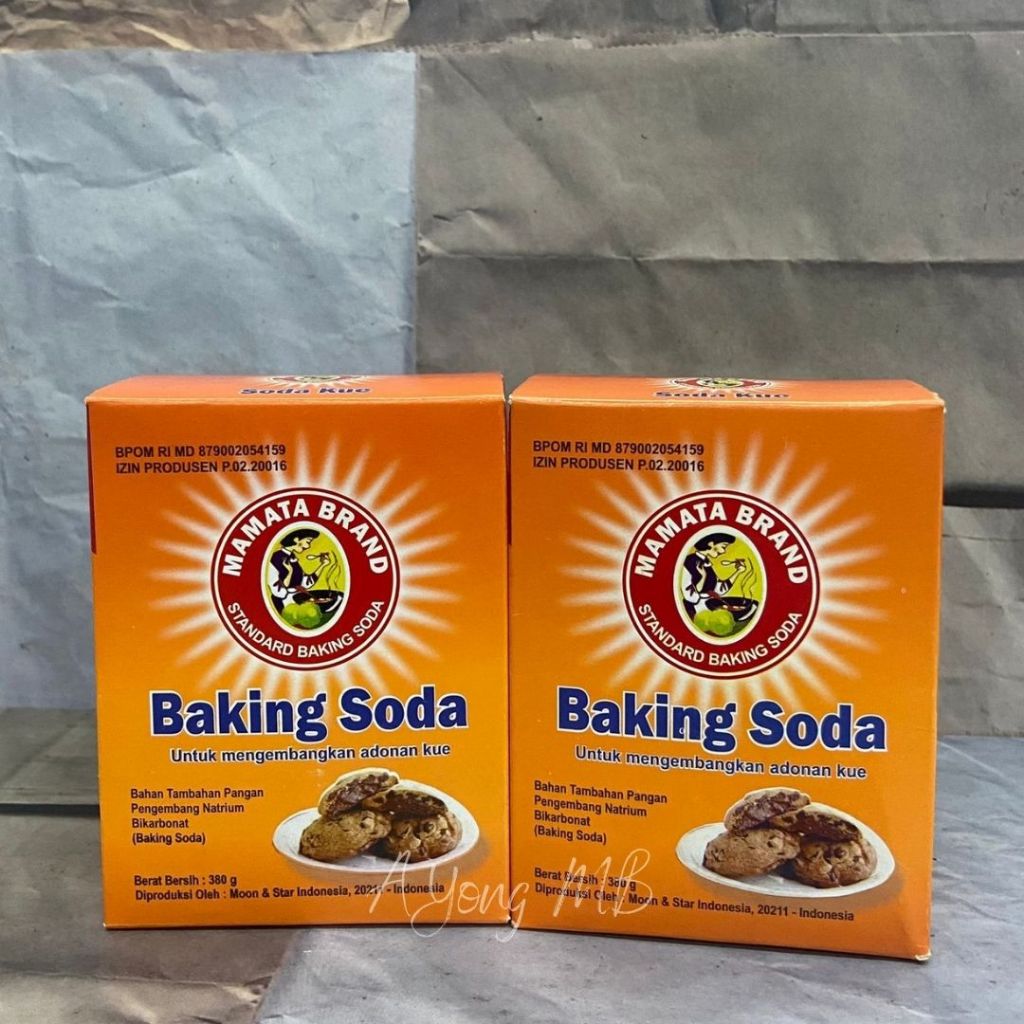 Soda Kue
BPOM RI MD 879002054159
IZIN PRODUSEN P.02.20016
MAMATA BRAND
STANDARD BAKING SODA
Baking Soda
Untuk mengembangkan adonan kue
Bahan Tambahan Pangan
Pengembang Natrium
Bikarbonat
(Baking Soda)
Berat Bersih : 380 g
Diproduksi Oleh : Moon & Star Indonesia, 20211 - Indonesia
Soda Kue
BPOM RI MD 879002054159
IZIN PRODUSEN P.02.20016
MAMATA BRAND
STANDARD BAKING SODA
Baking Soda
Untuk mengembangkan adonan kue
Bahan Tambahan Pangan
Pengembang Natrium
Bikarbonat
(Baking Soda)
Berat Bersih : 380 g
Diproduksi Oleh : Moon & Star Indonesia, 20211 - Indonesia
A Yong MB